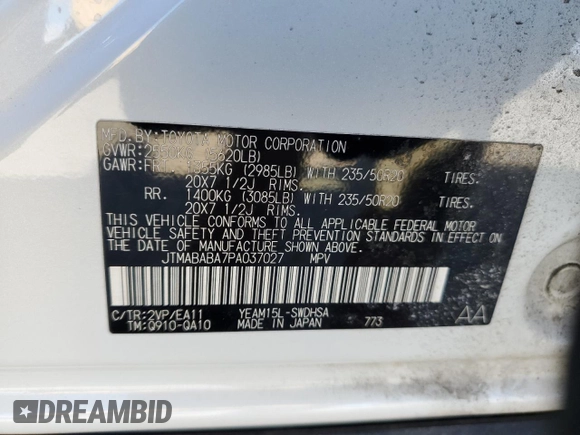 MFD. BY: TOYOTA MOTOR CORPORATION
GVWR: (5620LB)
GAWR: FR. 1355KG (2985LB) WITH 235/50R20 TIRES.
20X7 1/2J RIMS.
RR. 1400KG (3085LB) WITH 235/50R20 TIRES.
20X7 1/2J RIMS.
THIS VEHICLE CONFORMS TO ALL APPLICABLE FEDERAL MOTOR
VEHICLE SAFETY AND THEFT PREVENTION STANDARDS
IN EFFECT ON THE DATE OF MANUFACTURE SHOWN ABOVE.
JTMABABA7PA037027 MPV
C/TR:2VP/EA11 YEAM15L-SWDHSA
TM:Q910-QA10 MADE IN JAPAN 773 AA
DREAMBID